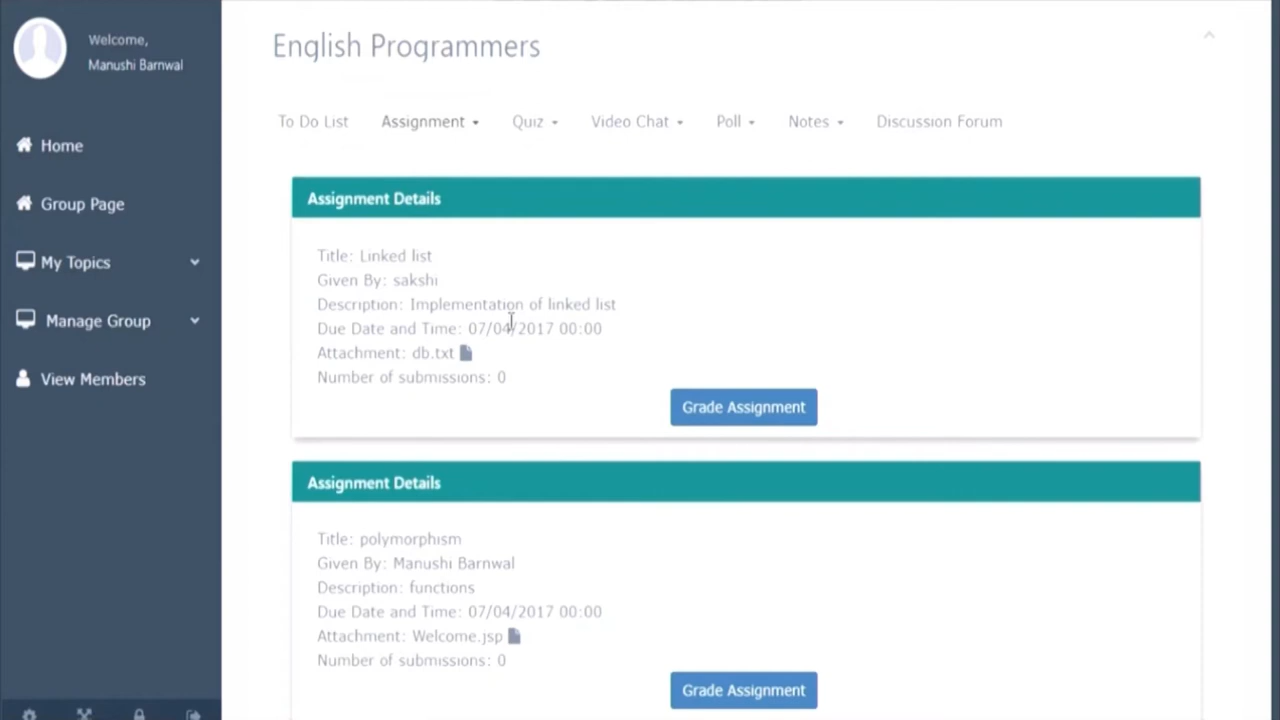 Welcome,
Manushi Barnwal
Home
Group Page
My Topics
Manage Group
View Members
English Programmers
To Do List Assignment Quiz Video Chat Poll Notes Discussion Forum
Assignment Details
Title: Linked list
Given By: sakshi
Description: Implementation of linked list
Due Date and Time: 07/04/2017 00:00
Attachment: db.txt
Number of submissions: 0
Grade Assignment
Assignment Details
Title: polymorphism
Given By: Manushi Barnwal
Description: functions
Due Date and Time: 07/04/2017 00:00
Attachment: Welcome.jsp
Number of submissions: 0
Grade Assignment